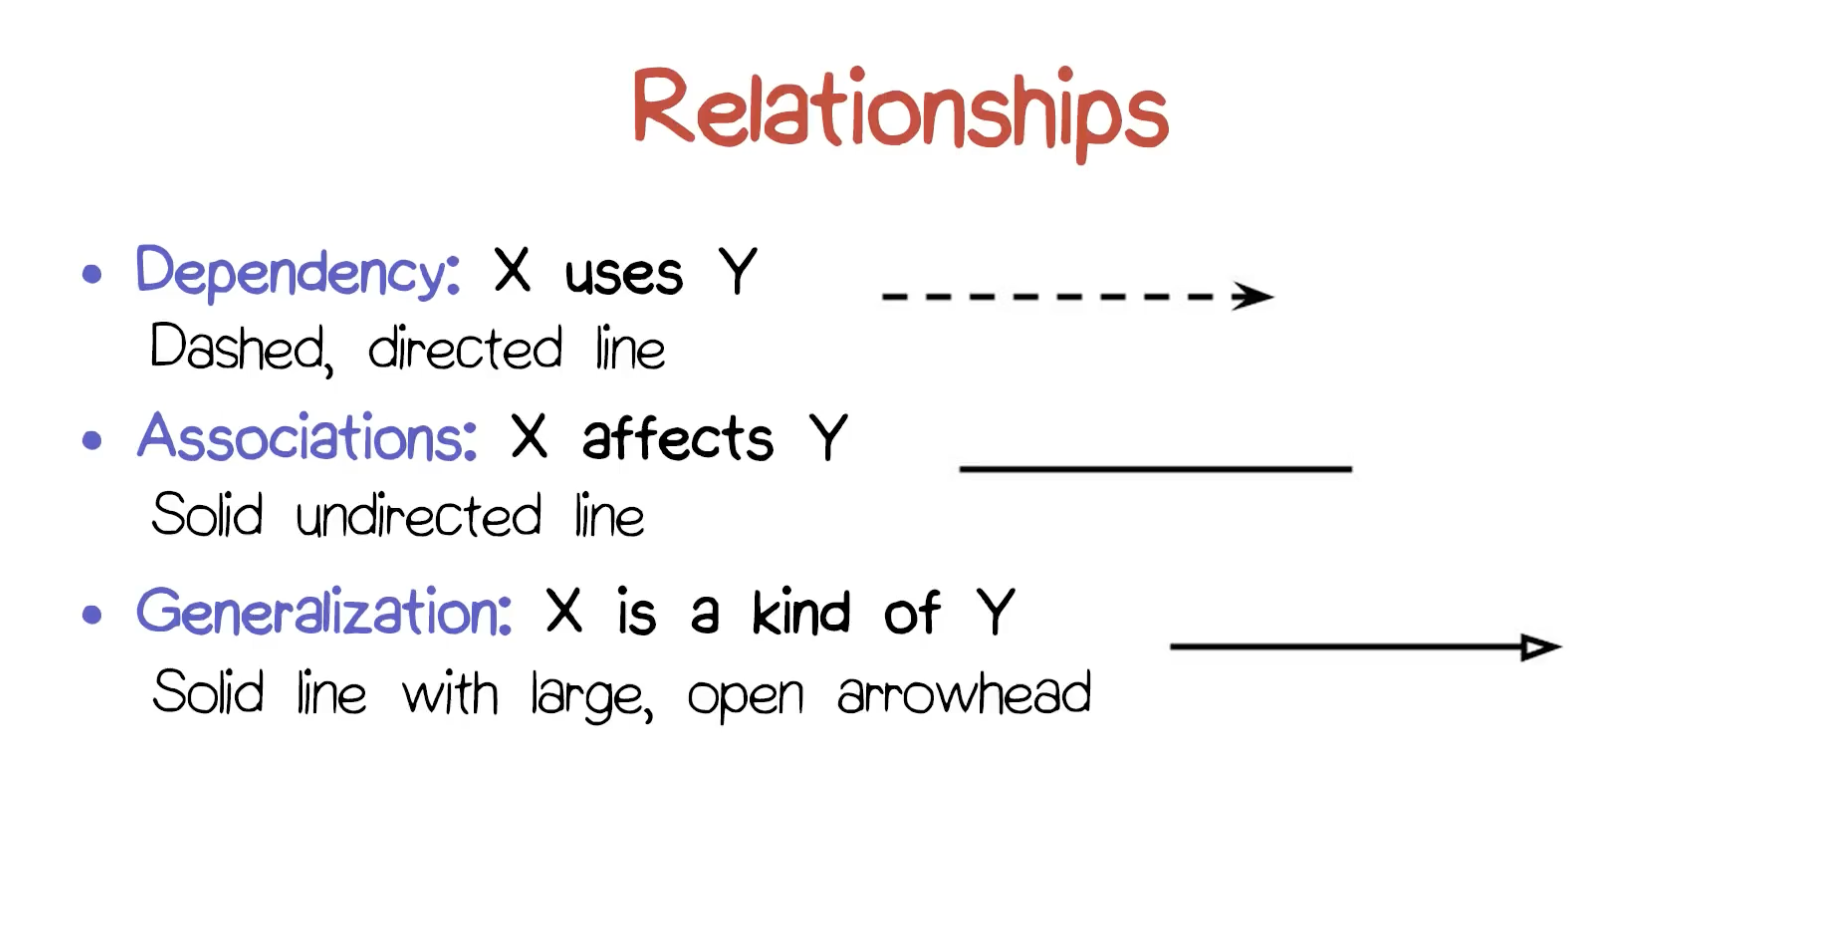 Relationships
• Dependency: X uses Y
Dashed, directed line
• Associations: X affects Y
Solid undirected line
• Generalization: X is a kind of Y
Solid line with large, open arrowhead